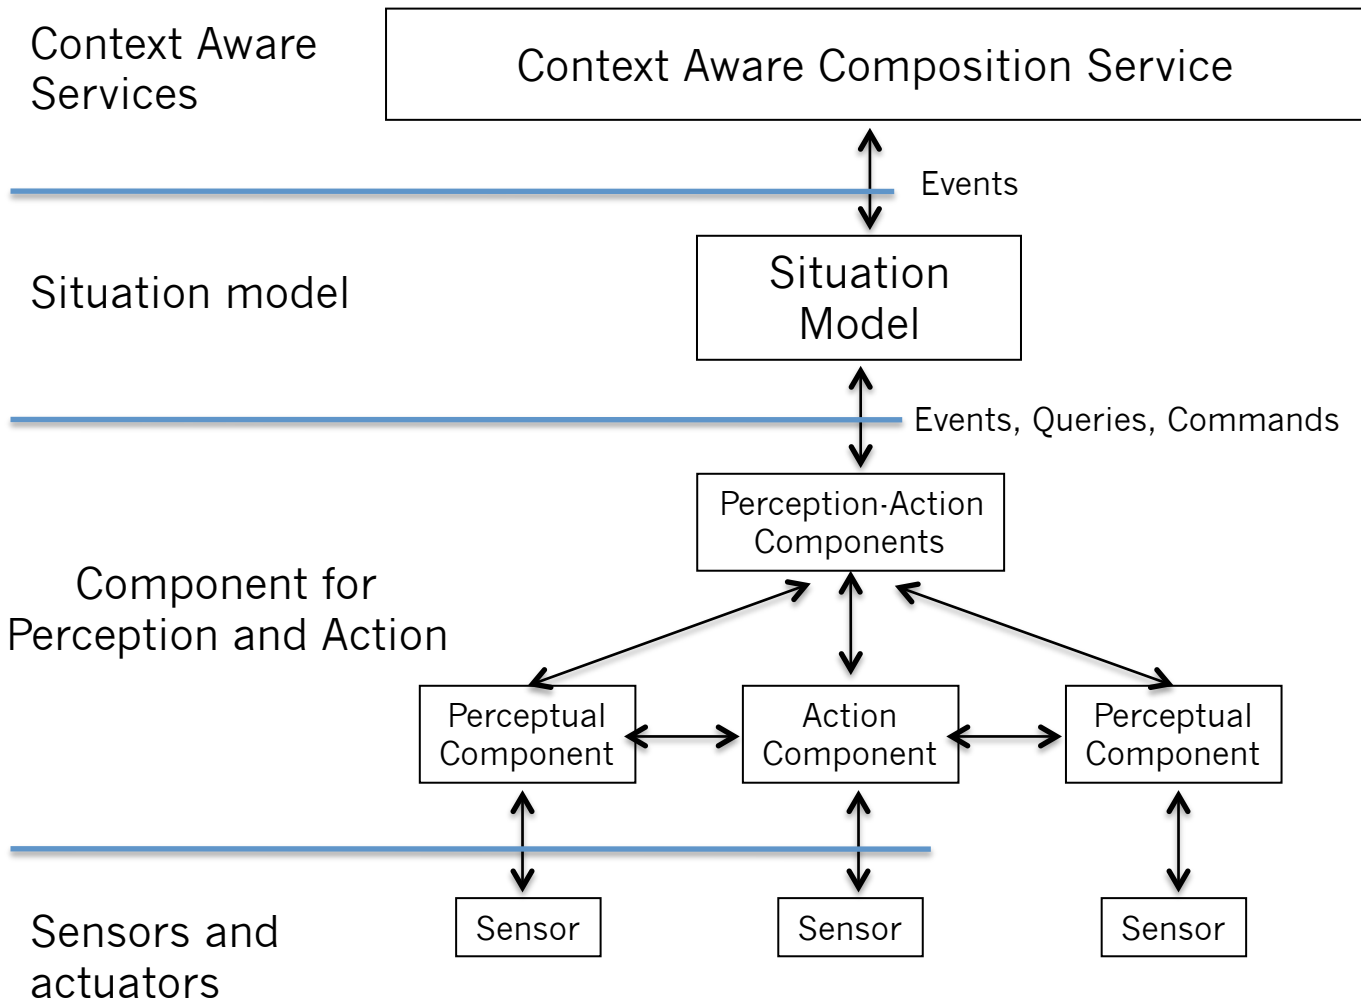 Context Aware
Services
Context Aware Composition Service
Events
Situation model
Situation
Model
Events, Queries, Commands
Perception-Action
Components
Component for
Perception and Action
Perceptual
Component
Action
Component
Perceptual
Component
Sensors and
actuators
Sensor
Sensor
Sensor